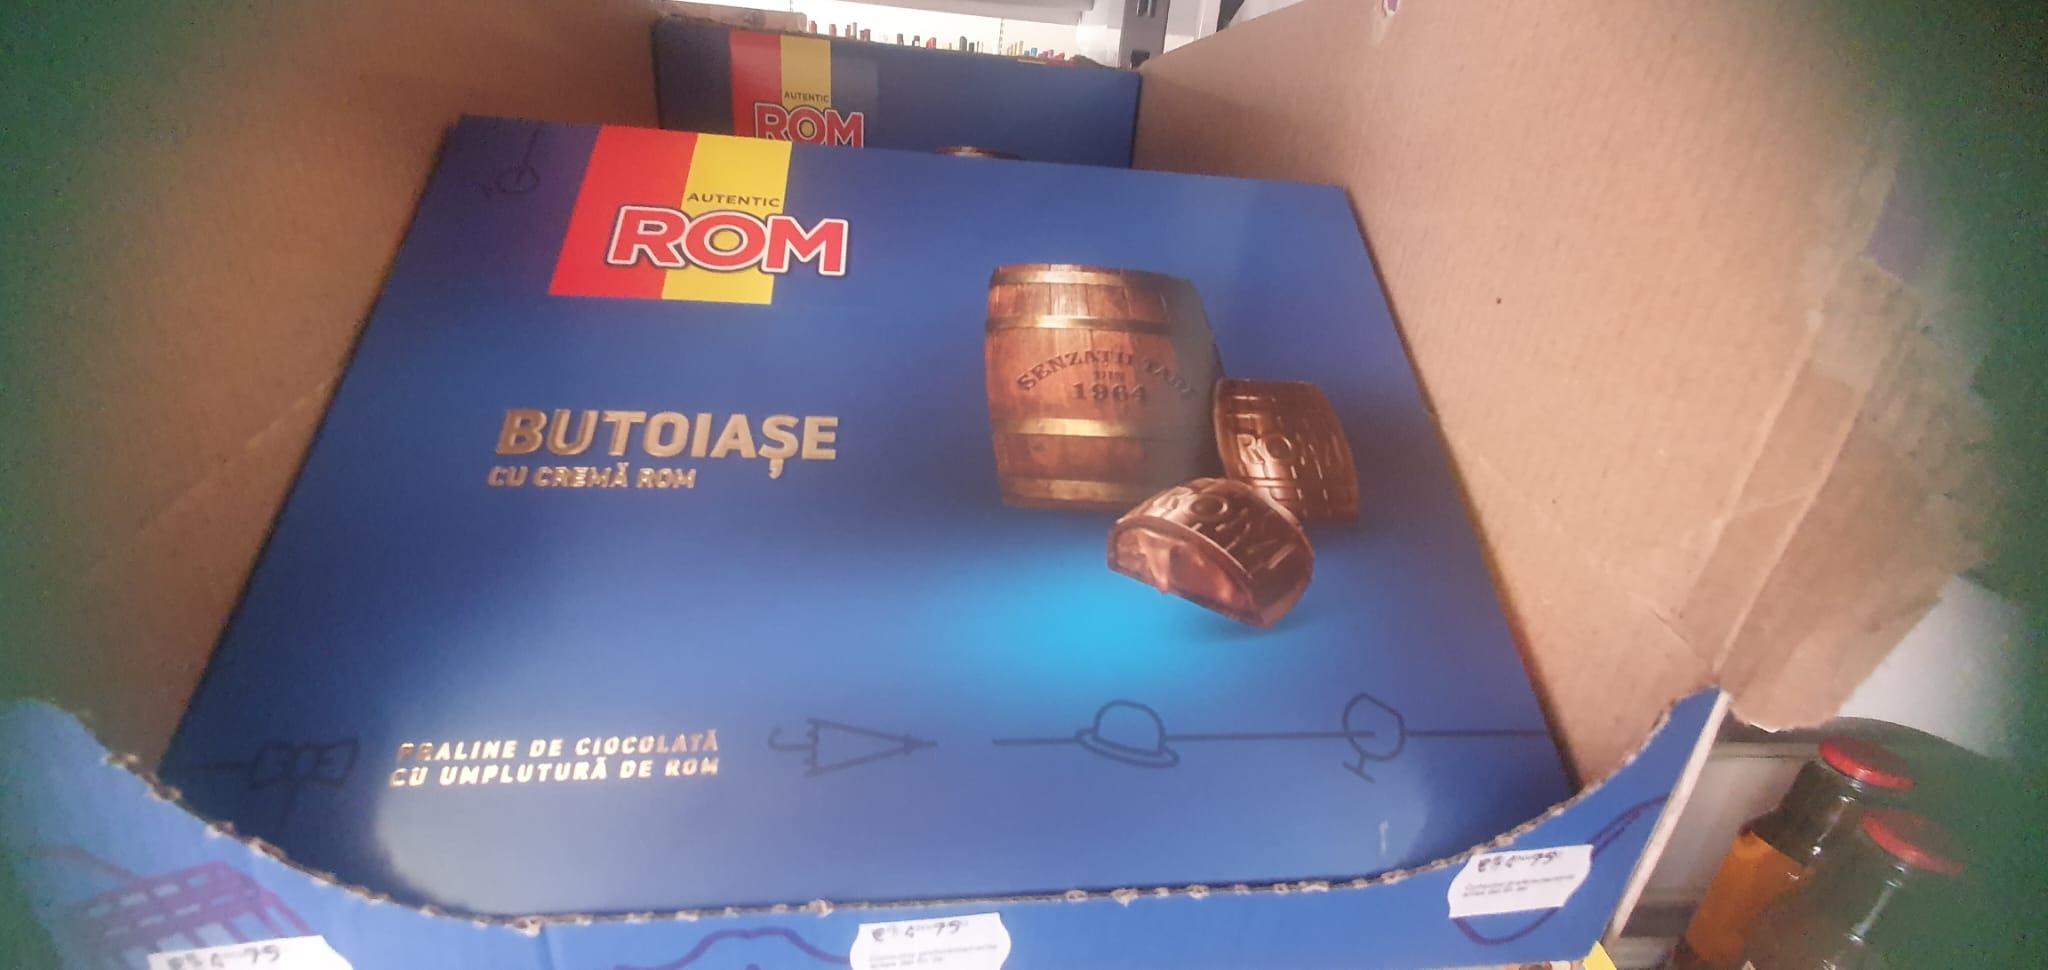 AUTENTIC
ROM
AUTENTIC
ROM
SENZAȚII TARI
DIN
1964
BUTOIAȘE
CU CREMĂ ROM
ROM
ROM
PRALINE DE CIOCOLATĂ
CU UMPLUTURĂ DE ROM